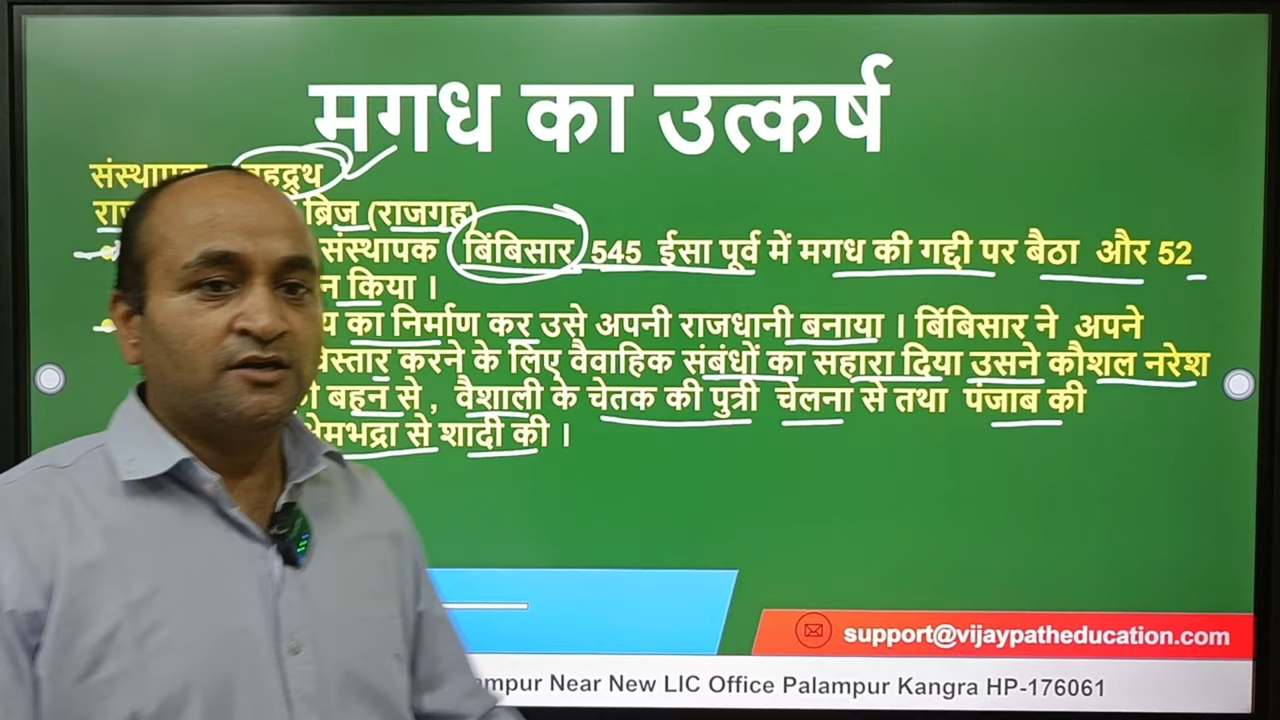 मगध का उत्कर्ष
बृहद्रथ
ब्रिज (राजगृह)
संस्थापक बिंबिसार 545 ईसा पूर्व में मगध की गद्दी पर बैठा और 52
किया ।
का निर्माण कर उसे अपनी राजधानी बनाया । बिंबिसार ने अपने
करने के लिए वैवाहिक संबंधों का सहारा दिया उसने कौशल नरेश
बहन से , वैशाली के चेतक की पुत्री चेलना से तथा पंजाब की
से शादी की ।
support@vijaypatheducation.com
Near New LIC Office Palampur Kangra HP-176061